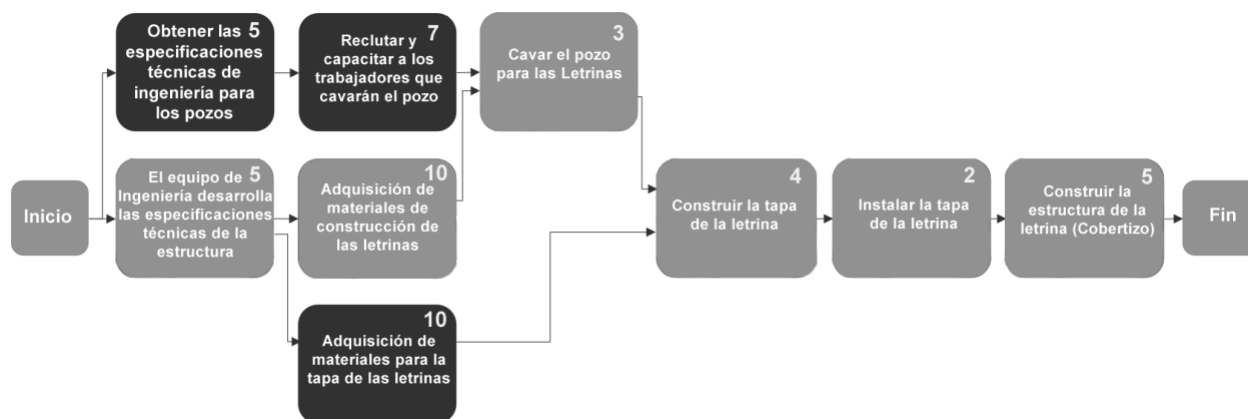 Obtener las 5
especificaciones
técnicas de
ingeniería para
los pozos
7
Reclutar y
capacitar a los
trabajadores que
cavarán el pozo
3
Cavar el pozo
para las Letrinas
Inicio
El equipo de 5
Ingeniería desarrolla
las especificaciones
técnicas de la
estructura
10
Adquisición de
materiales de
construcción de
las letrinas
4
Construir la tapa
de la letrina
2
Instalar la tapa
de la letrina
5
Construir la
estructura de la
letrina (Cobertizo)
Fin
10
Adquisición de
materiales para la
tapa de las letrinas